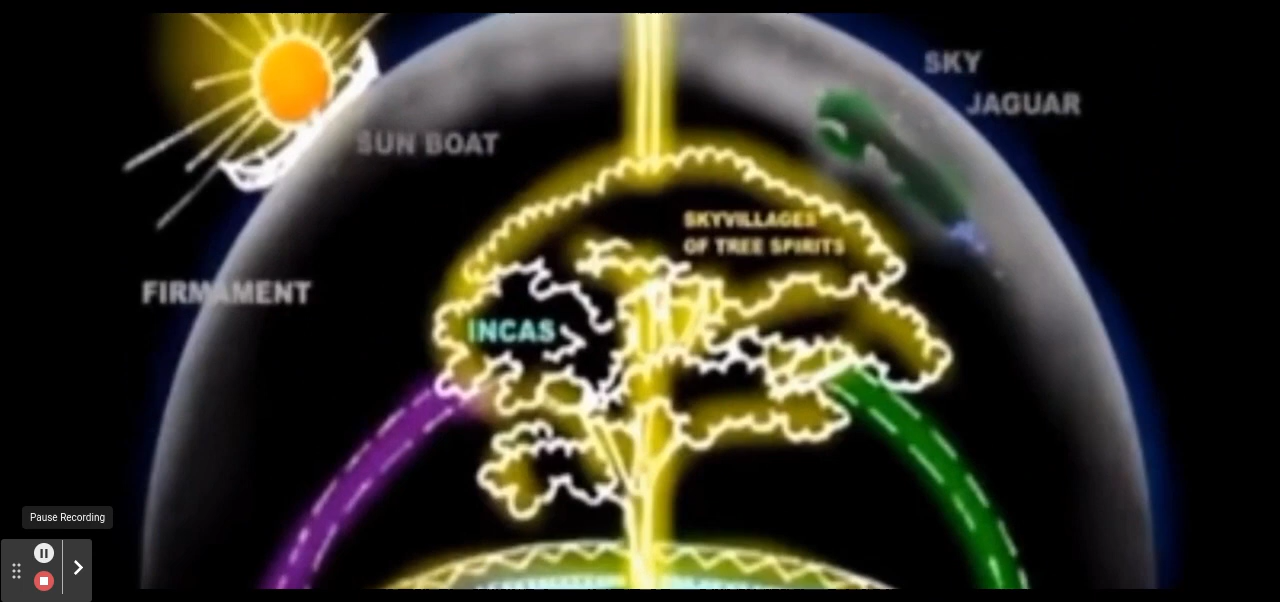 SKY
JAGUAR
SUN BOAT
SKYVILLAGES
OF TREE SPIRITS
FIRMAMENT
INCAS
Pause Recording